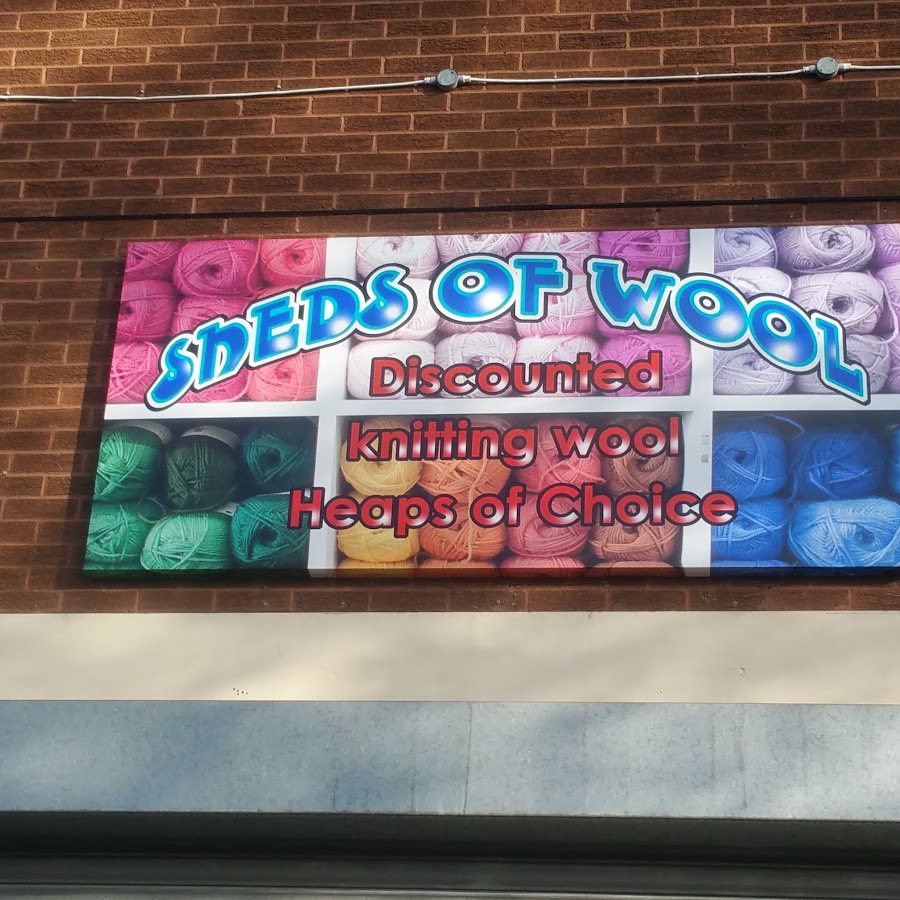 SHEDS OF WOOL
Discounted
knitting wool
Heaps of Choice